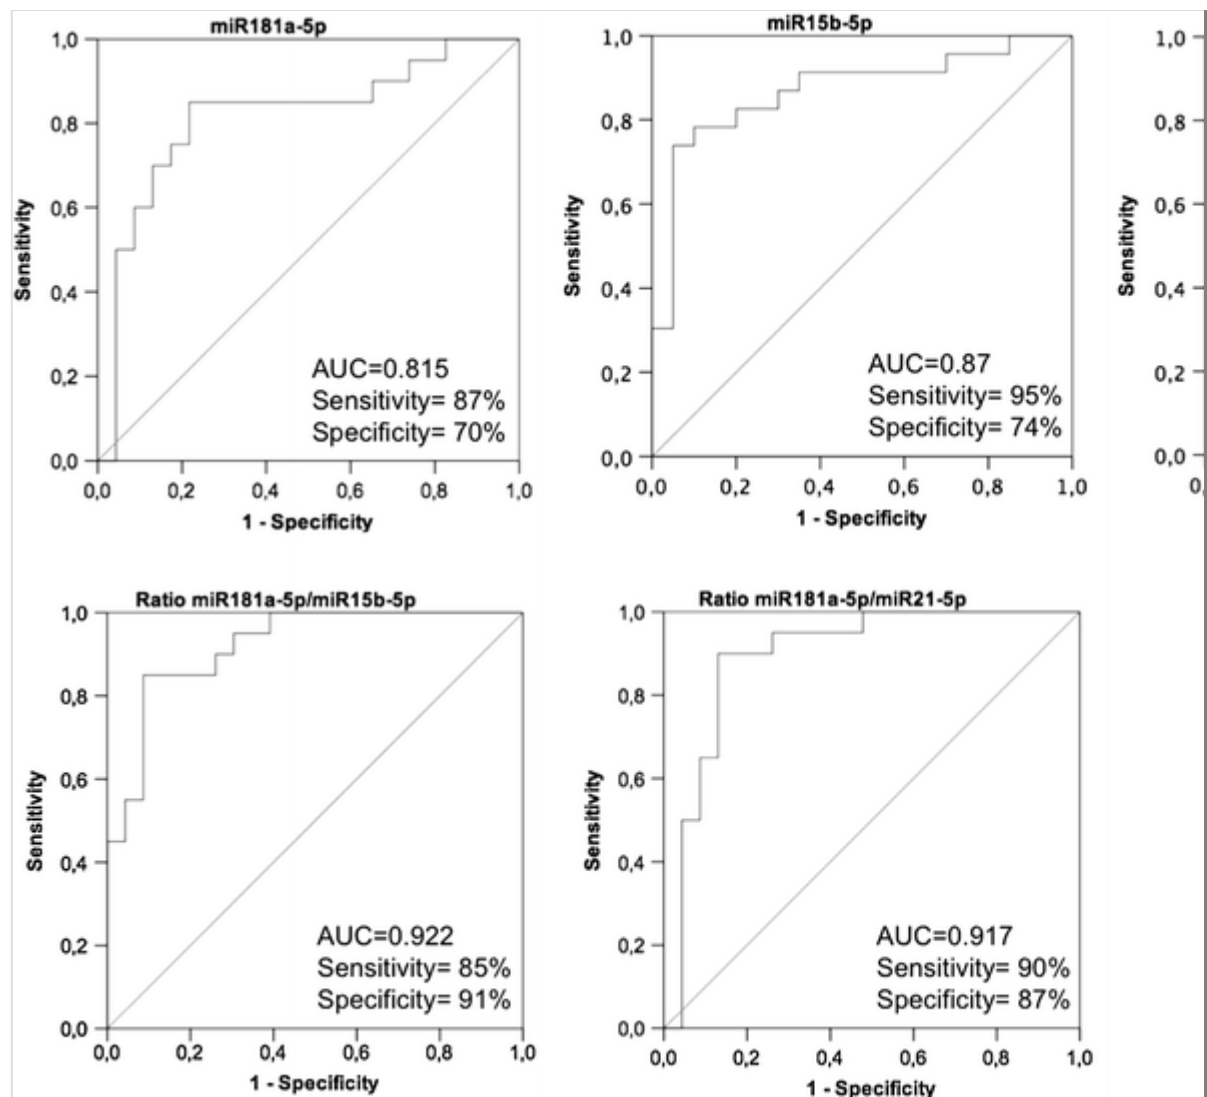 miR181a-5p
1,0
0,8
0,6
0,4
0,2
0,0
Sensitivity
AUC=0.815
Sensitivity= 87%
Specificity= 70%
0,0 0,2 0,4 0,6 0,8 1,0
1 - Specificity
miR15b-5p
1,0
0,8
0,6
0,4
0,2
0,0
Sensitivity
AUC=0.87
Sensitivity= 95%
Specificity= 74%
0,0 0,2 0,4 0,6 0,8 1,0
1 - Specificity
1,0
0,8
0,6
0,4
0,2
0,0
Sensitivity
0,
Ratio miR181a-5p/miR15b-5p
1,0
0,8
0,6
0,4
0,2
0,0
Sensitivity
AUC=0.922
Sensitivity= 85%
Specificity= 91%
0,0 0,2 0,4 0,6 0,8 1,0
1 - Specificity
Ratio miR181a-5p/miR21-5p
1,0
0,8
0,6
0,4
0,2
0,0
Sensitivity
AUC=0.917
Sensitivity= 90%
Specificity= 87%
0,0 0,2 0,4 0,6 0,8 1,0
1 - Specificity